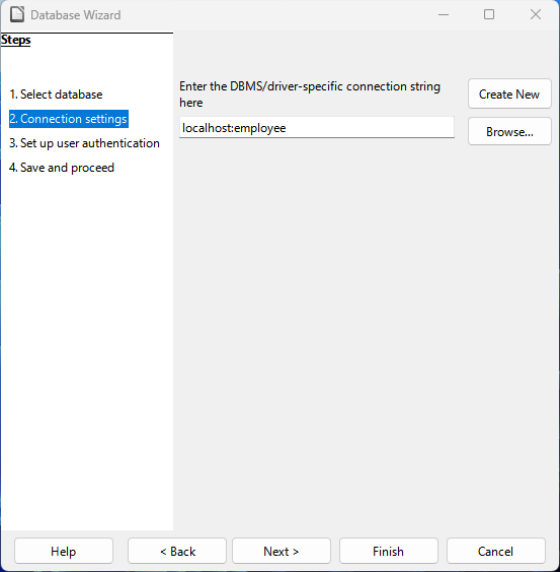 Database Wizard
Steps
1. Select database
2. Connection settings
3. Set up user authentication
4. Save and proceed
Enter the DBMS/driver-specific connection string
here
localhost:employee
Create New
Browse...
Help
< Back
Next >
Finish
Cancel